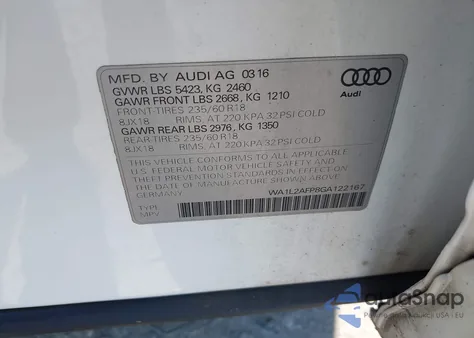 MFD. BY AUDI AG 03 16
GVWR LBS 5423, KG 2460
GAWR FRONT LBS 2668, KG 1210
FRONT-TIRES 235/60 R18
8JX18 RIMS, AT 220 KPA 32 PSI COLD
GAWR REAR LBS 2976, KG 1350
REAR TIRES 235/60 R18
8JX18 RIMS, AT 220 KPA 32 PSI COLD
THIS VEHICLE CONFORMS TO ALL APPLICABLE
U.S. FEDERAL MOTOR VEHICLE SAFETY
STANDARDS IN EFFECT ON THE DATE OF
MANUFACTURE SHOWN ABOVE
GERMANY
WA1L2AFP8GA122167
TYPE:
MPV
Audi